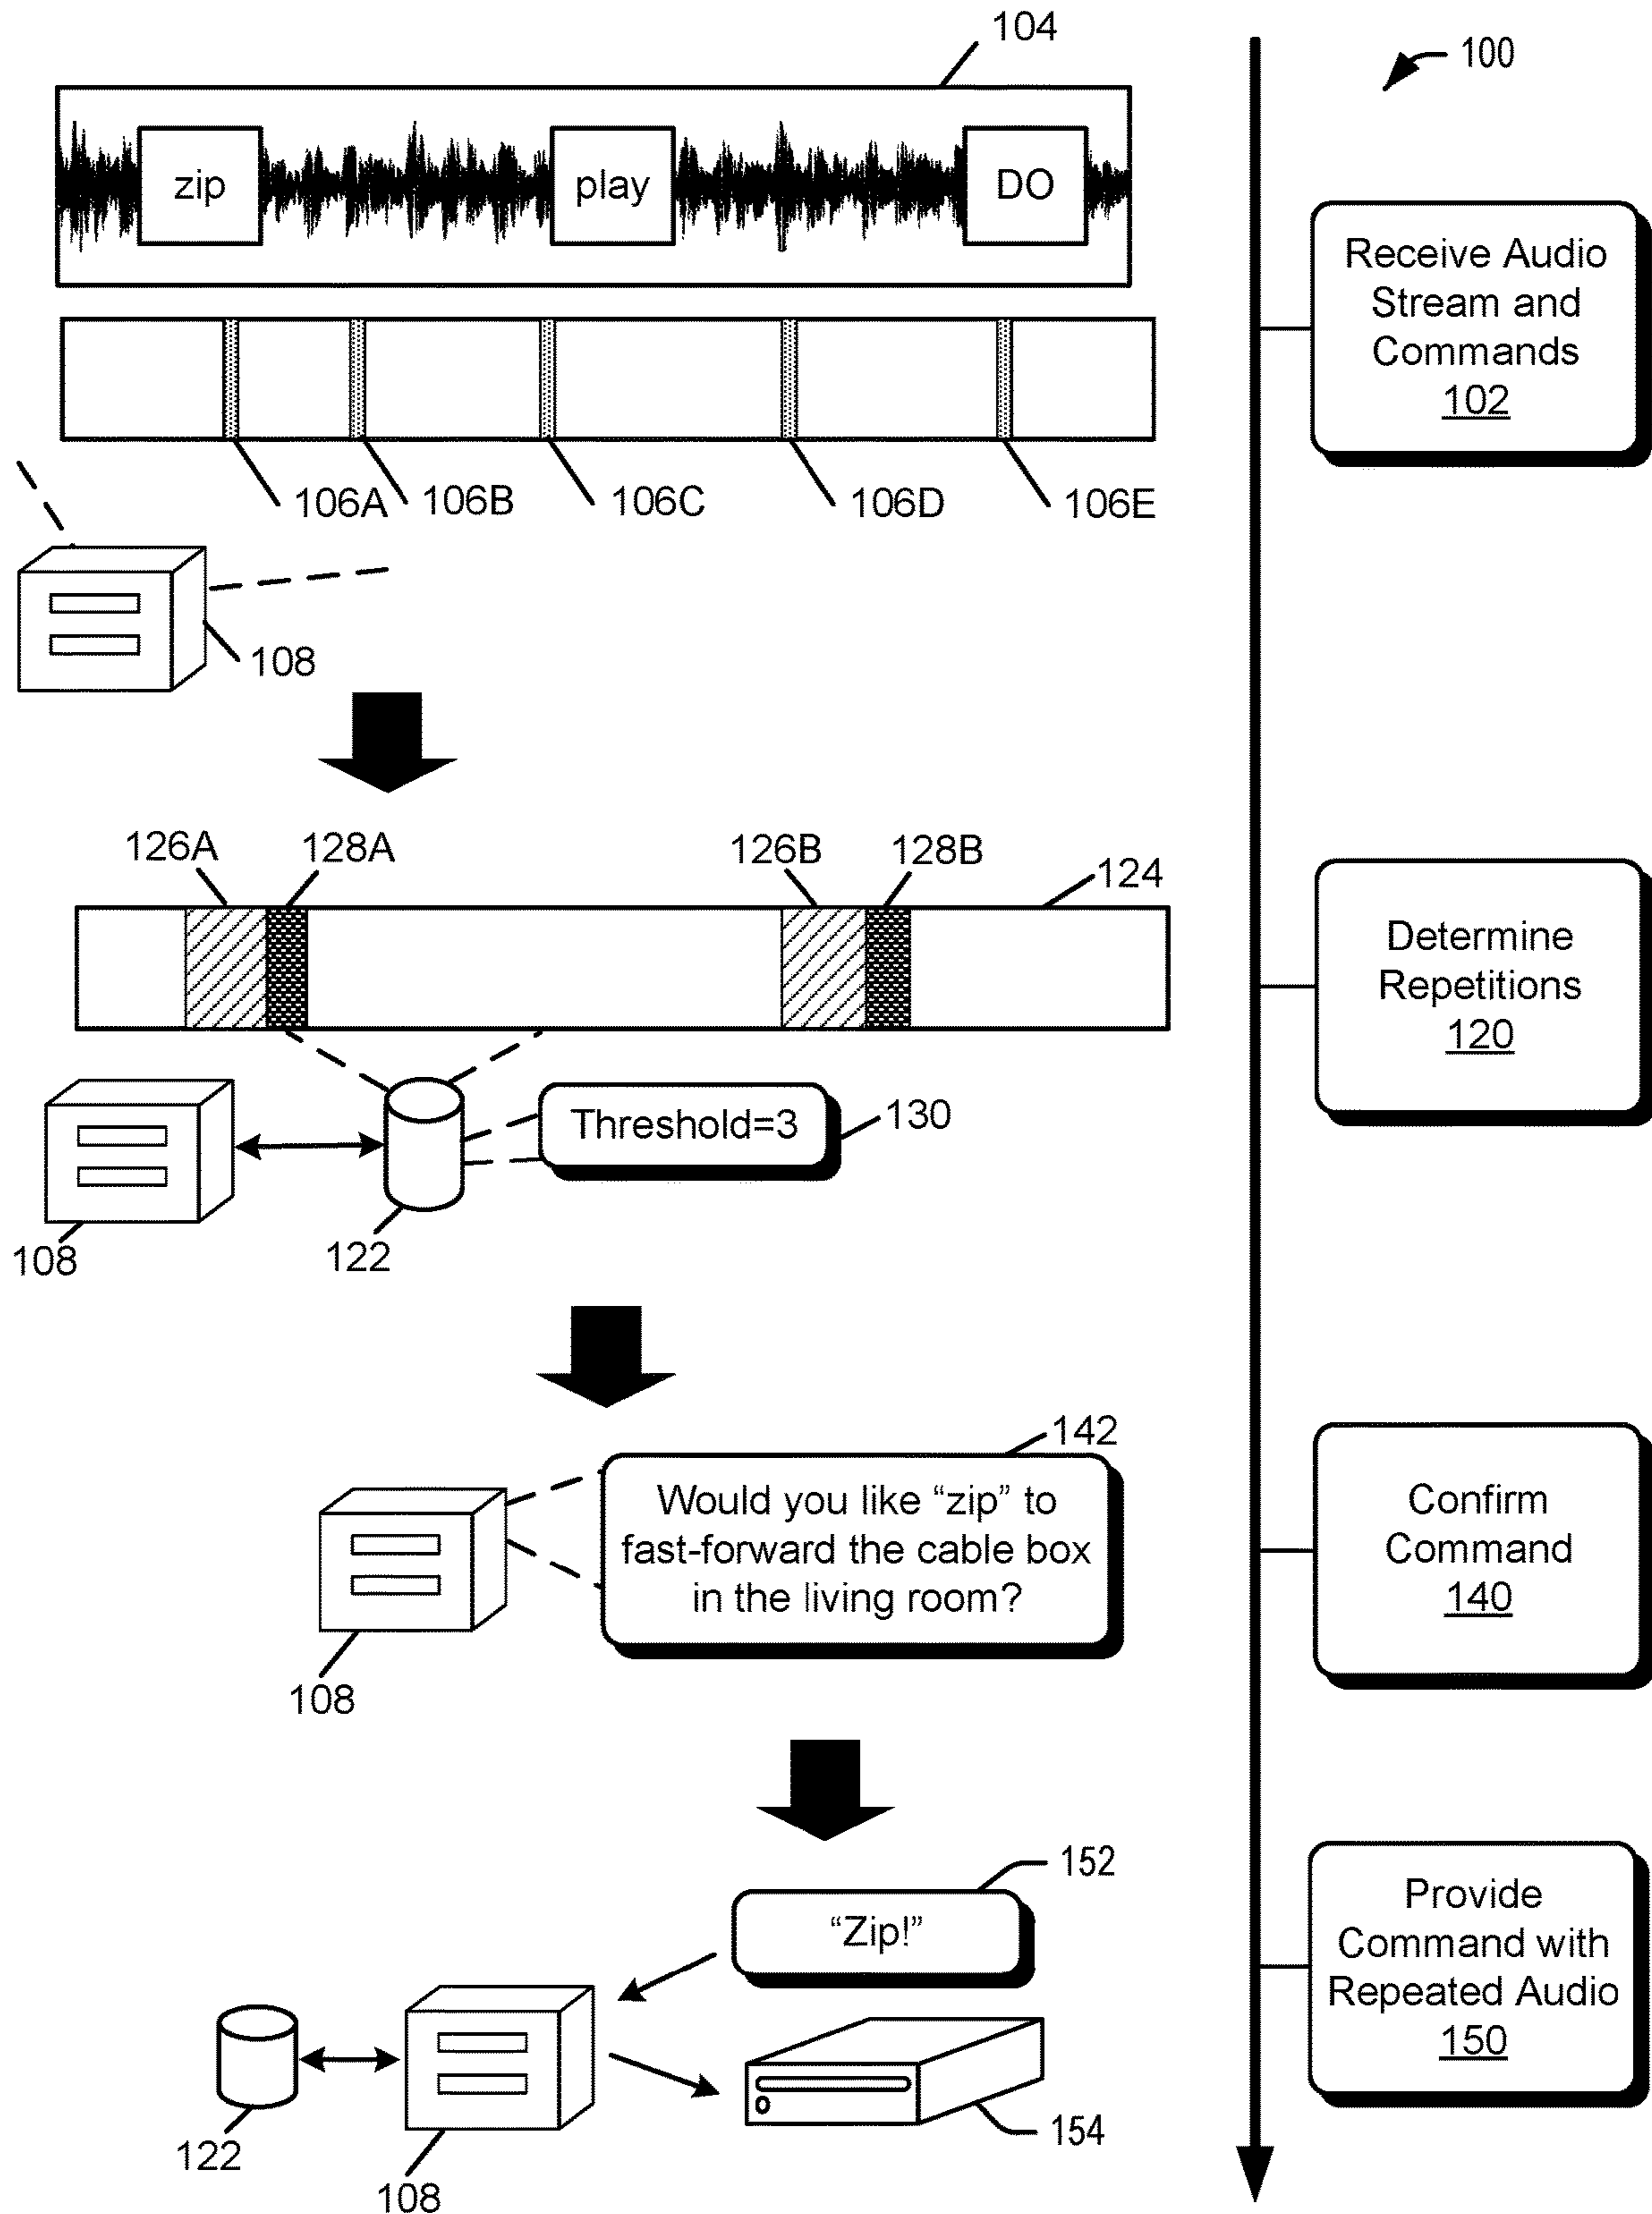 104
100
zip
play
DO
Receive Audio
Stream and
Commands
102
106A
106B
106C
106D
106E
108
126A
128A
126B
128B
124
Determine
Repetitions
120
Threshold=3
130
108
122
142
Would you like “zip” to
fast-forward the cable box
in the living room?
Confirm
Command
140
108
152
“Zip!”
Provide
Command with
Repeated Audio
150
154
122
108